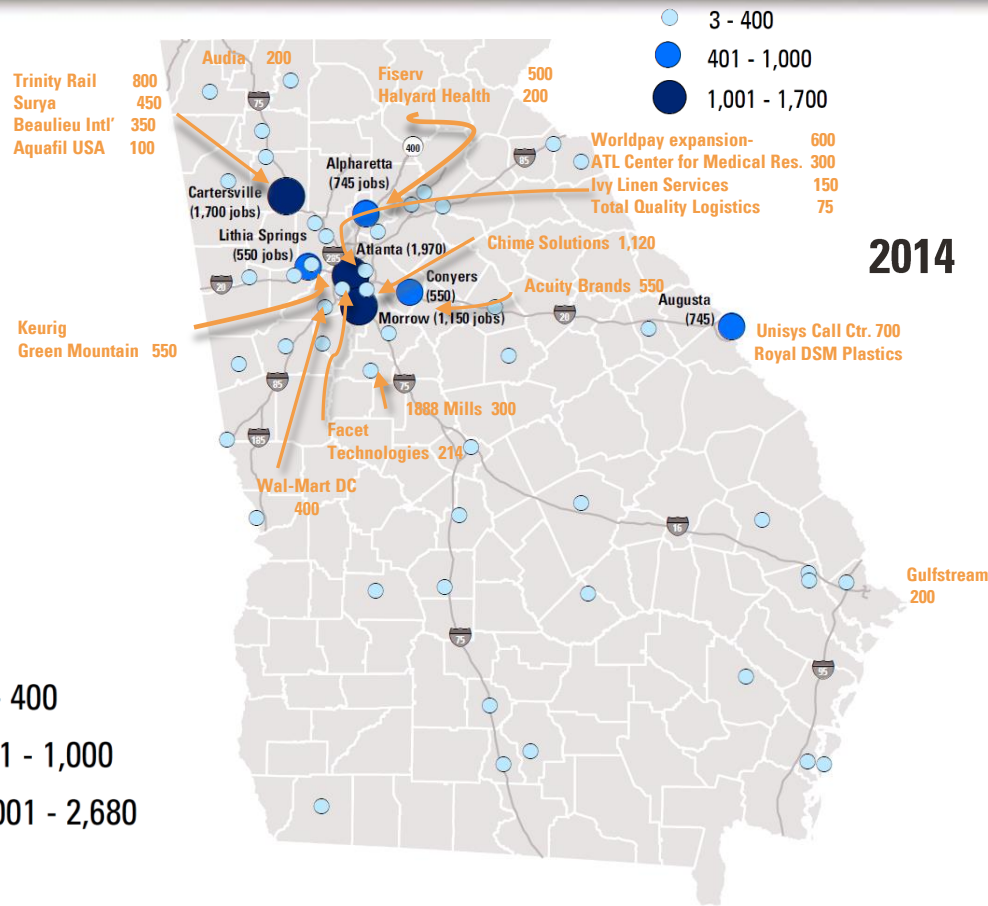 3 - 400
401 - 1,000
1,001 - 1,700
2014
Audia 200
Trinity Rail 800
Surya 450
Beaulieu Intl' 350
Aquafil USA 100
Fiserv 500
Halyard Health 200
Worldpay expansion- 600
ATL Center for Medical Res. 300
Ivy Linen Services 150
Total Quality Logistics 75
75
400
85
Alpharetta
(745 jobs)
Cartersville
(1,700 jobs)
Lithia Springs
(550 jobs)
285
Atlanta (1,970)
Chime Solutions 1,120
20
Conyers
(550)
Acuity Brands 550
Morrow (1,150 jobs)
20
Augusta
(745)
Unisys Call Ctr. 700
Royal DSM Plastics
Keurig
Green Mountain 550
85
75
1888 Mills 300
185
Facet
Technologies 214
Wal-Mart DC
400
16
Gulfstream
200
75
95
400
1 - 1,000
001 - 2,680